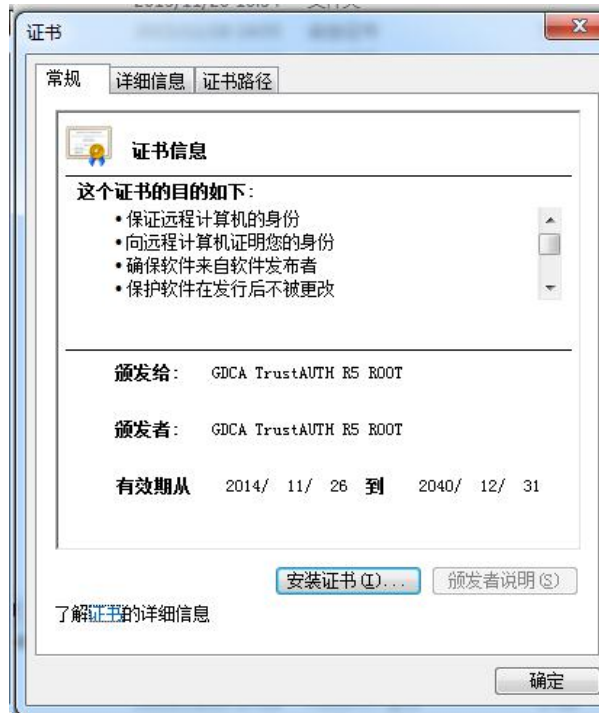 证书
常规 详细信息 证书路径
证书信息
这个证书的目的如下:
•保证远程计算机的身份
•向远程计算机证明您的身份
•确保软件来自软件发布者
•保护软件在发行后不被更改
颁发给: GDCA TrustAUTH R5 ROOT
颁发者: GDCA TrustAUTH R5 ROOT
有效期从 2014/ 11/ 26 到 2040/ 12/ 31
安装证书(I)... 颁发者说明(S)
了解证书的详细信息
确定